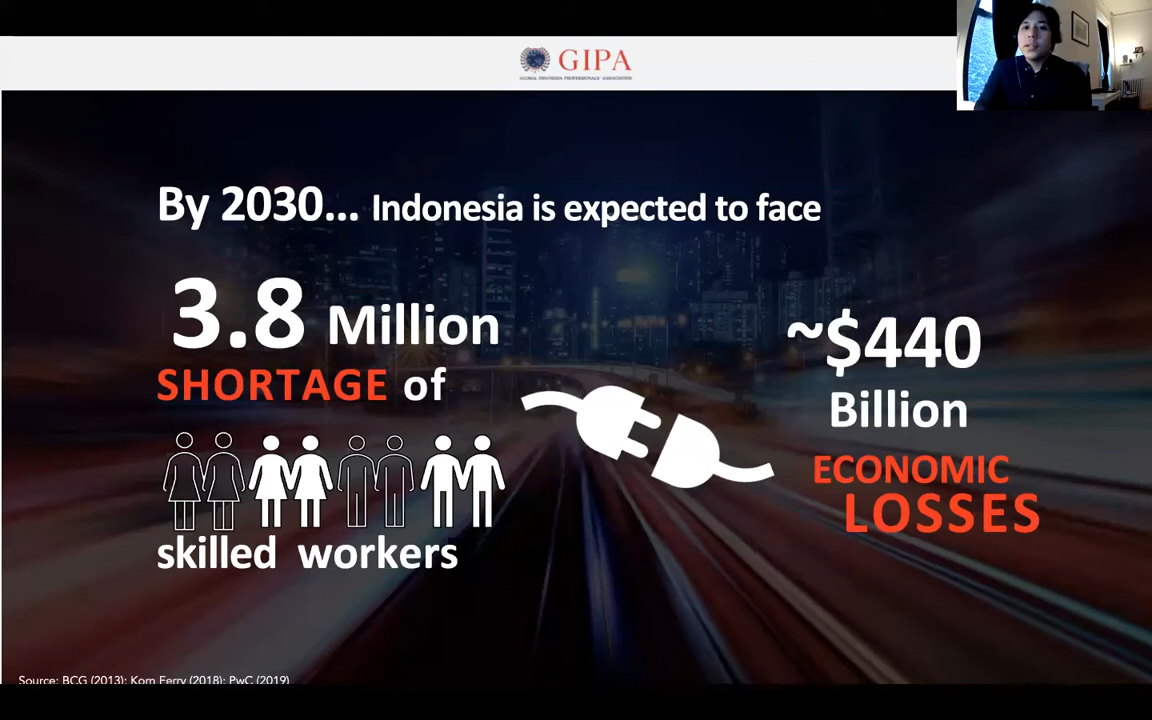 GIPA
GLOBAL INDONESIA PROFESSIONALS' ASSOCIATION
By 2030... Indonesia is expected to face
3.8 Million
SHORTAGE of
skilled workers
~$440
Billion
ECONOMIC
LOSSES
Source: BCG (2013); Korn Ferry (2018); PwC (2019)